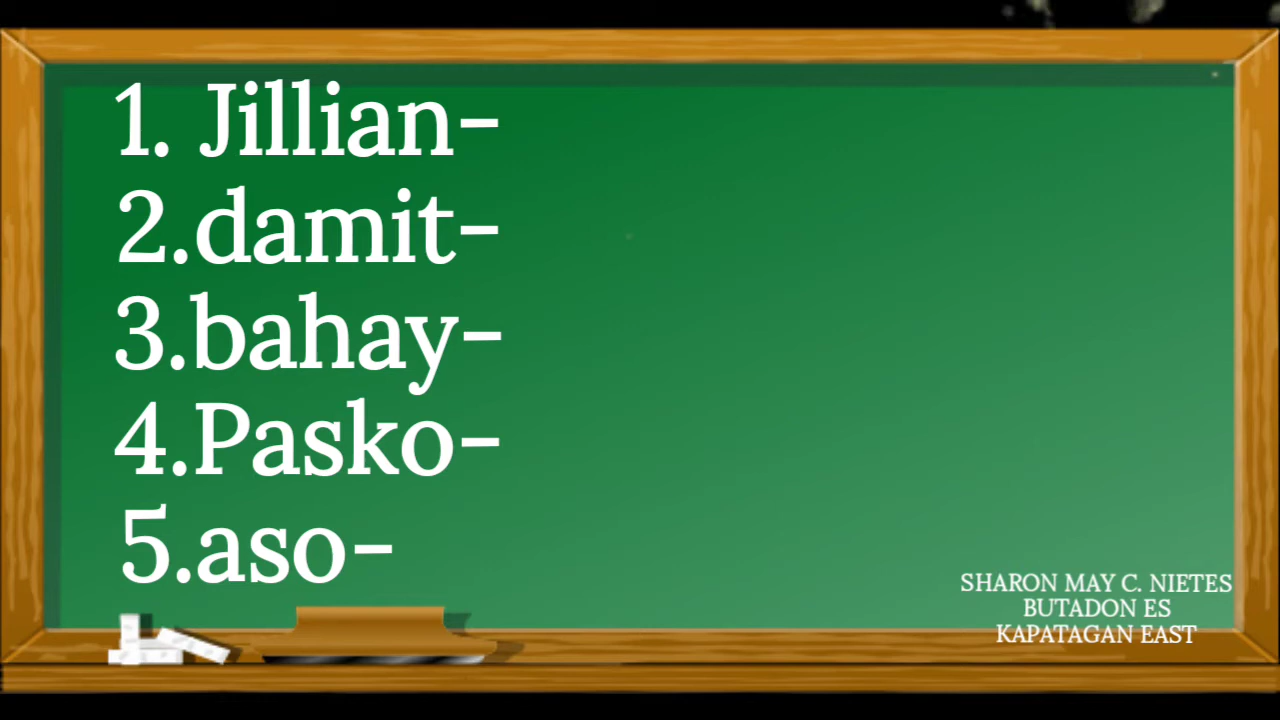 1. Jillian-
2.damit-
3.bahay-
4.Pasko-
5.aso-
SHARON MAY C. NIETES
BUTADON ES
KAPATAGAN EAST